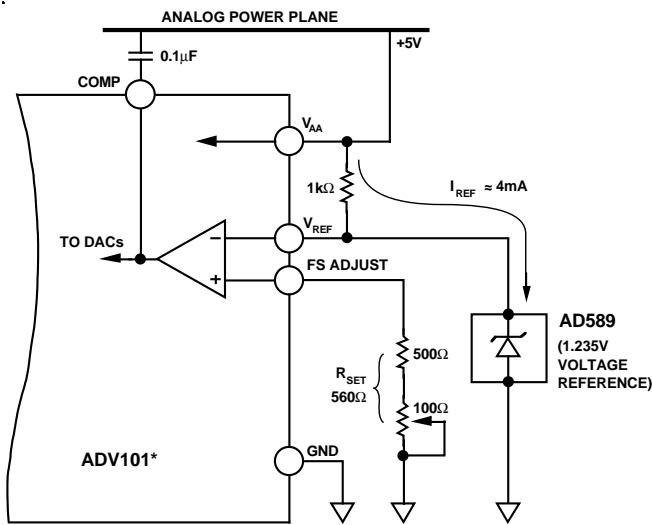 ANALOG POWER PLANE
+5V
0.1µF
COMP
VAA
1kΩ
IREF ≈ 4mA
VREF
TO DACs
–
+
FS ADJUST
AD589
(1.235V
VOLTAGE
REFERENCE)
500Ω
RSET
560Ω
100Ω
GND
ADV101*